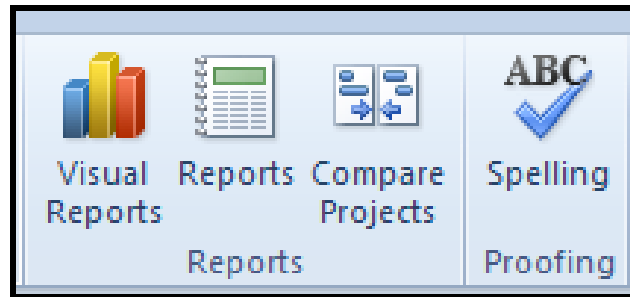 ABC
Visual Reports Compare Spelling
Reports Projects
Reports Proofing